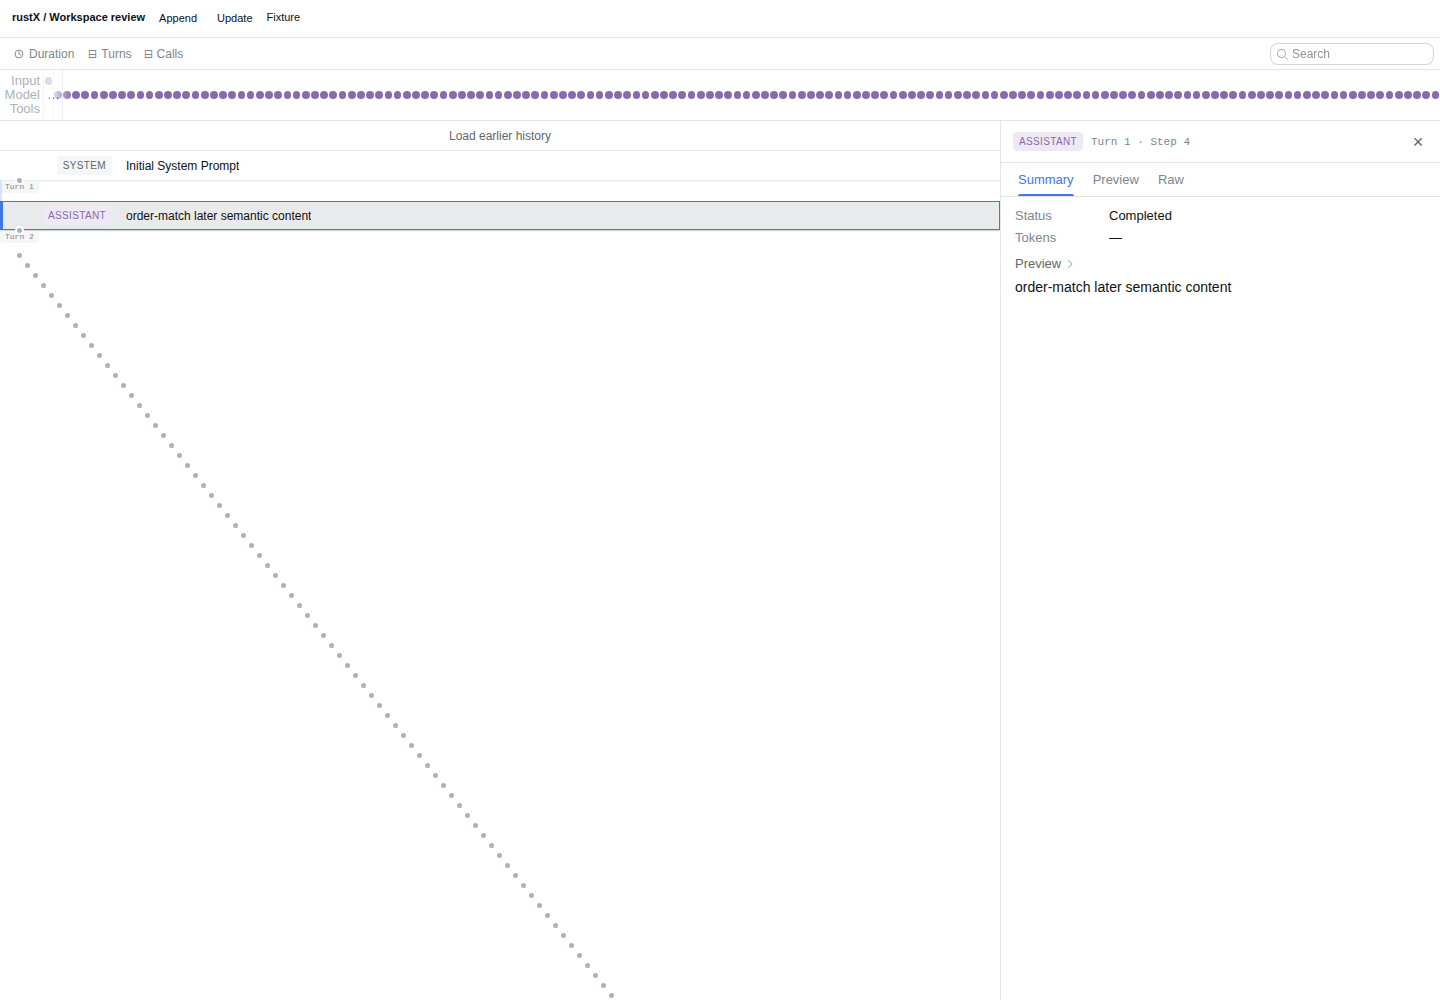 rustX / Workspace review Append Update Fixture
Duration Turns Calls Search
Input
Model
Tools
Load earlier history
SYSTEM Initial System Prompt
Turn 1
ASSISTANT order-match later semantic content
Turn 2
ASSISTANT Turn 1 · Step 4 ×
Summary Preview Raw
Status Completed
Tokens —
Preview
order-match later semantic content